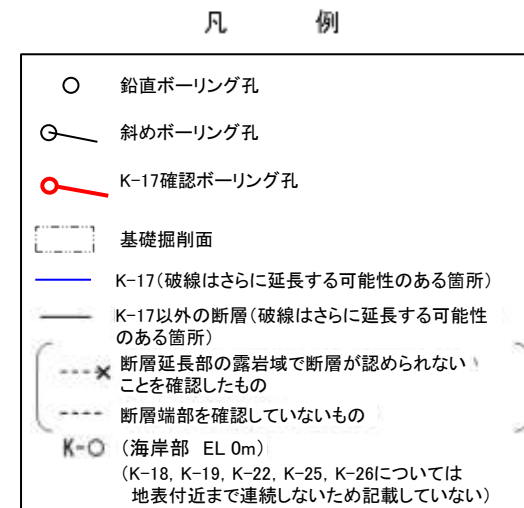 凡 例
鉛直ボーリング孔
斜めボーリング孔
K-17確認ボーリング孔
基礎掘削面
K-17(破線はさらに延長する可能性のある箇所)
K-17以外の断層(破線はさらに延長する可能性
のある箇所)
断層延長部の露岩域で断層が認められない
ことを確認したもの
断層端部を確認していないもの
K-○ (海岸部 EL 0m)
(K-18, K-19, K-22, K-25, K-26については
地表付近まで連続しないため記載していない)